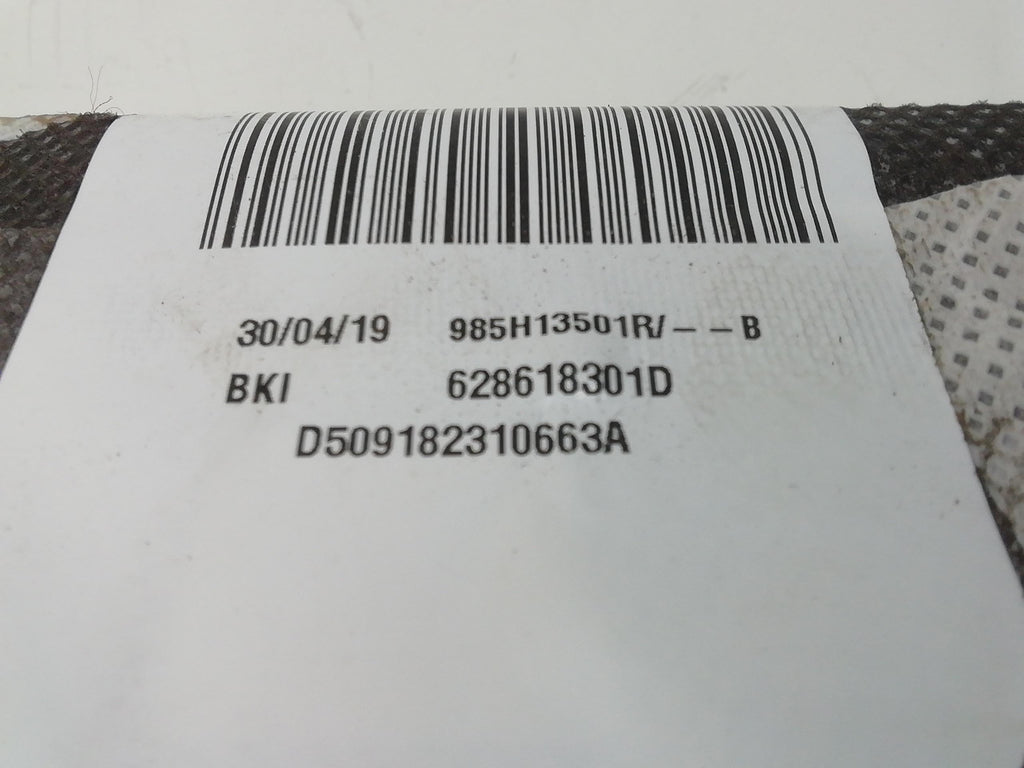 30/04/19 985H13501R/--B
BKI 628618301D
D509182310663A